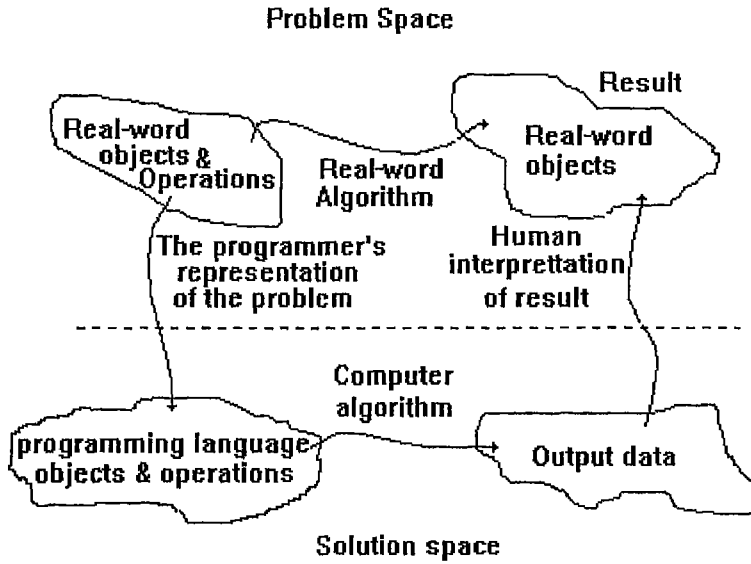 Problem Space
Result
Real-word
objects &
Operations
Real-word
Algorithm
Real-word
objects
The programmer's
representation
of the problem
Human
interprettation
of result
Computer
algorithm
programming language
objects & operations
Output data
Solution space